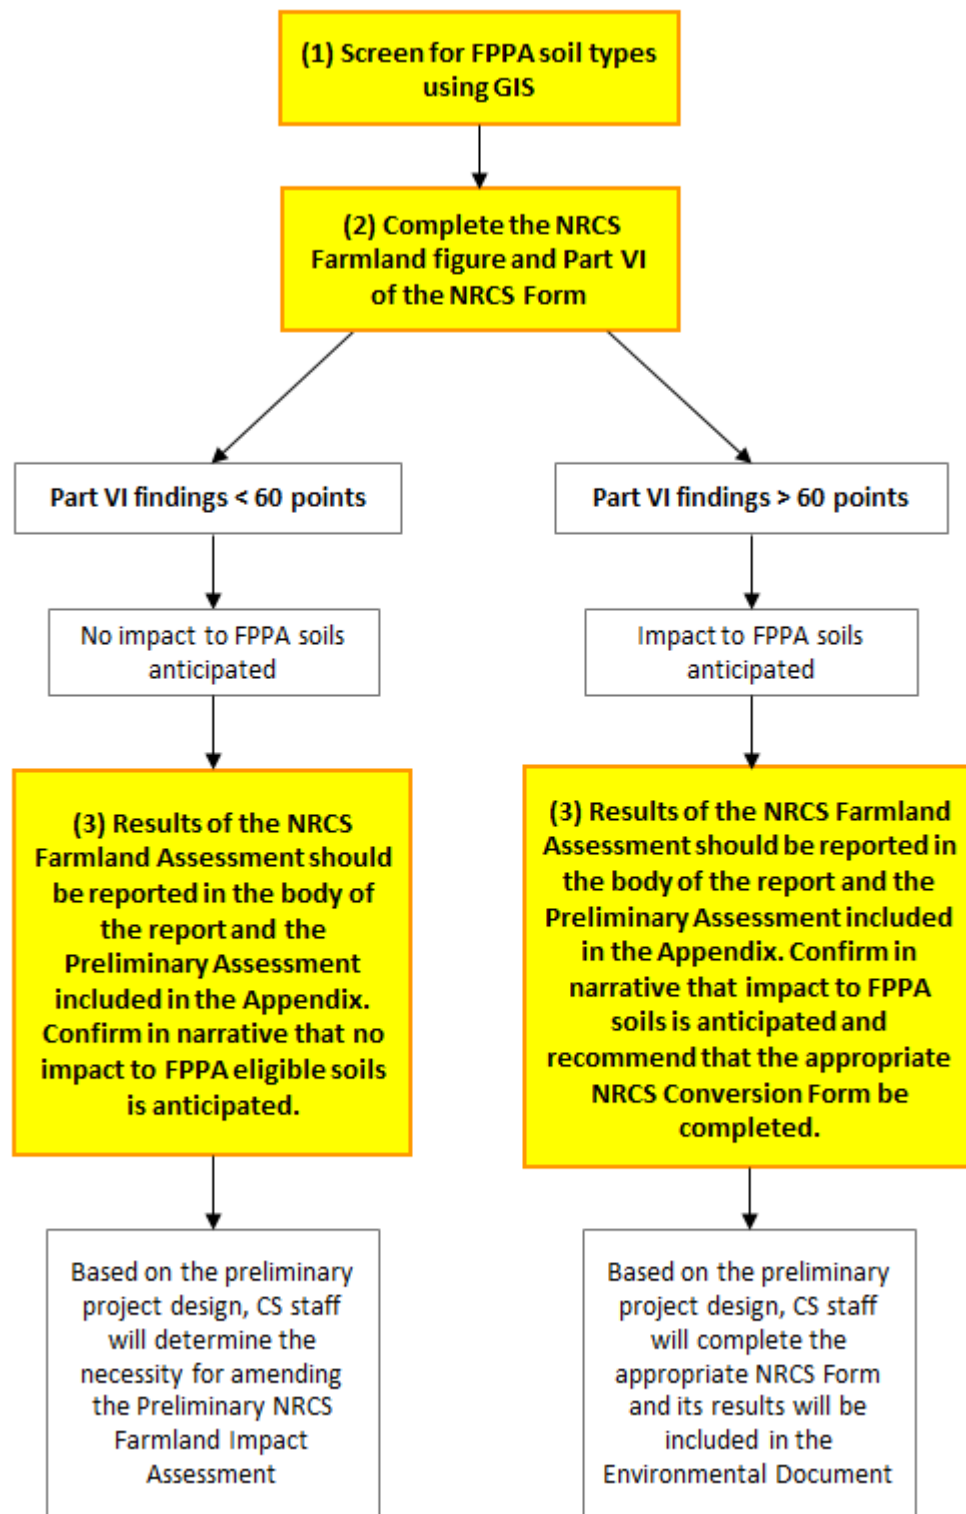 (1) Screen for FPPA soil types
using GIS
(2) Complete the NRCS
Farmland figure and Part VI
of the NRCS Form
Part VI findings < 60 points
No impact to FPPA soils
anticipated
(3) Results of the NRCS
Farmland Assessment should
be reported in the body of
the report and the
Preliminary Assessment
included in the Appendix.
Confirm in narrative that no
impact to FPPA eligible soils
is anticipated.
Based on the preliminary
project design, CS staff
will determine the
necessity for amending
the Preliminary NRCS
Farmland Impact
Assessment
Part VI findings > 60 points
Impact to FPPA soils
anticipated
(3) Results of the NRCS Farmland
Assessment should be reported in
the body of the report and the
Preliminary Assessment included
in the Appendix. Confirm in
narrative that impact to FPPA
soils is anticipated and
recommend that the appropriate
NRCS Conversion Form be
completed.
Based on the preliminary
project design, CS staff
will complete the
appropriate NRCS Form
and its results will be
included in the
Environmental Document